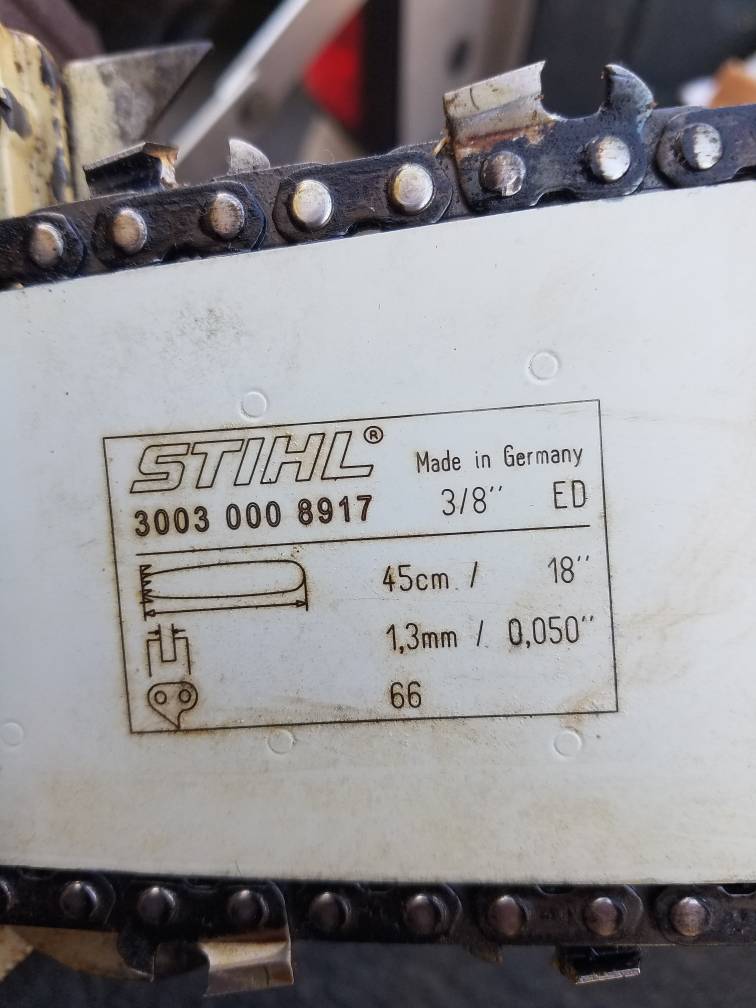 STIHL®
Made in Germany
3003 000 8917
3/8'' ED
45cm / 18''
1,3mm / 0,050''
66